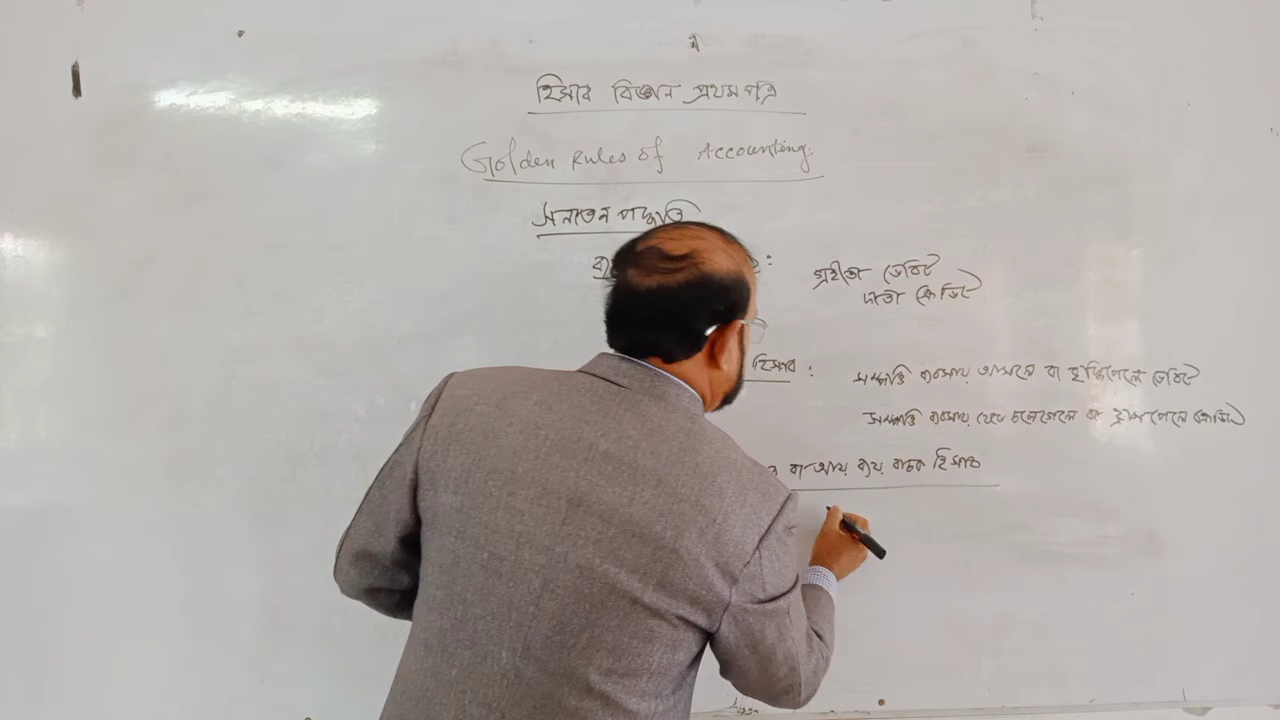 হিসাব বিজ্ঞান প্রথম পত্র
Golden Rules of Accounting.
সনাতন পদ্ধতি
গ্রহীতা ডেবিট
দাতা ক্রেডিট
হিসাব :
সম্পত্তি ব্যবসায় আসলে বা বৃদ্ধিপেলে ডেবিট
সম্পত্তি ব্যবসায় থেকে চলেগেলে বা হ্রাসপেলে ক্রেডিট
বা আয় ব্যয় বাচক হিসাব